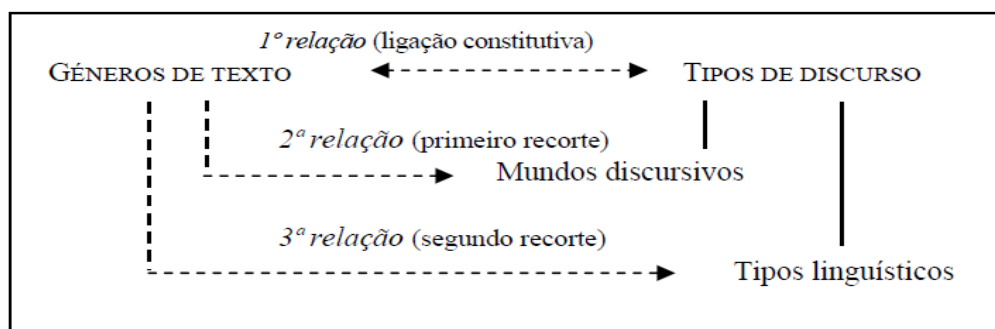 1º relação (ligação constitutiva)
GÉNEROS DE TEXTO TIPOS DE DISCURSO
2ª relação (primeiro recorte)
Mundos discursivos
3ª relação (segundo recorte)
Tipos linguísticos